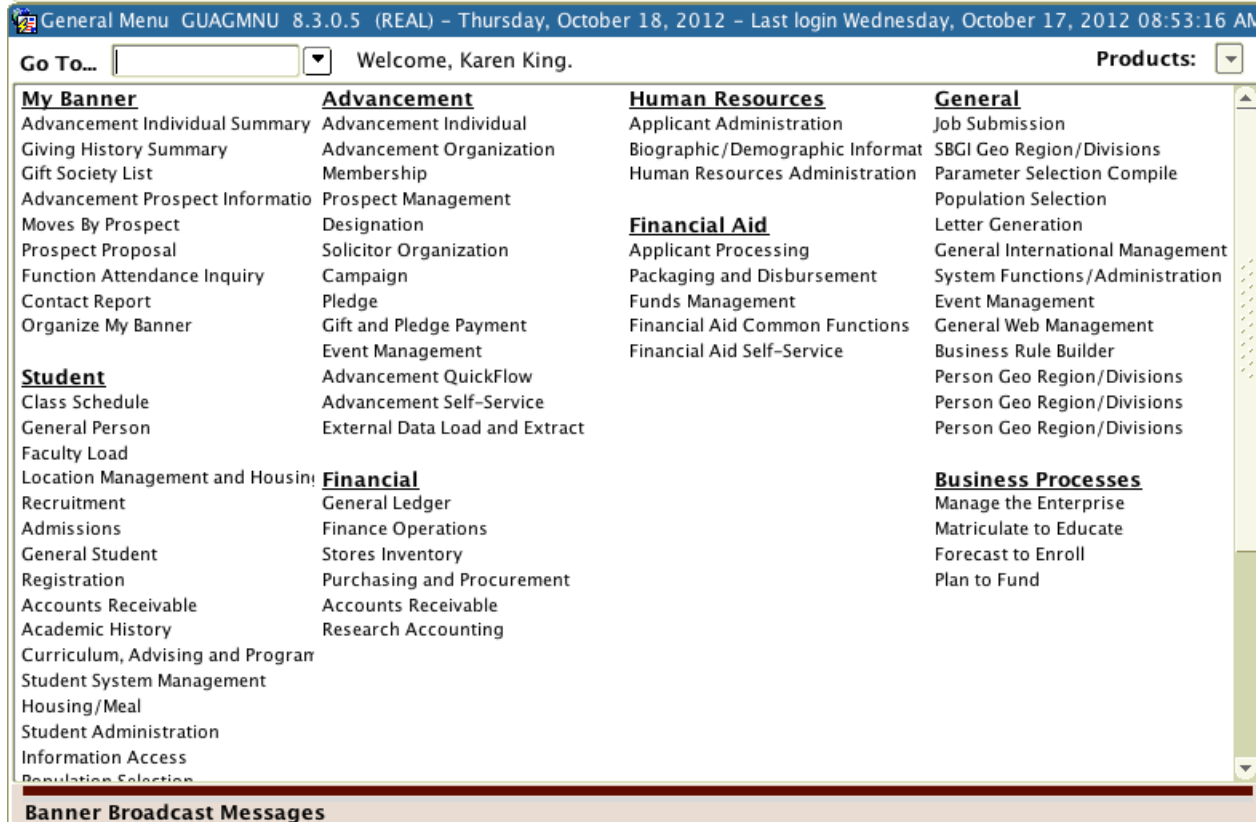 General Menu GUAGMNU 8.3.0.5 (REAL) – Thursday, October 18, 2012 – Last login Wednesday, October 17, 2012 08:53:16 AM
Go To... Welcome, Karen King. Products:
My Banner
Advancement Individual Summary
Giving History Summary
Gift Society List
Advancement Prospect Informatio
Moves By Prospect
Prospect Proposal
Function Attendance Inquiry
Contact Report
Organize My Banner
Student
Class Schedule
General Person
Faculty Load
Location Management and Housing
Recruitment
Admissions
General Student
Registration
Accounts Receivable
Academic History
Curriculum, Advising and Program
Student System Management
Housing/Meal
Student Administration
Information Access
Population Selection
Advancement
Advancement Individual
Advancement Organization
Membership
Prospect Management
Designation
Solicitor Organization
Campaign
Pledge
Gift and Pledge Payment
Event Management
Advancement QuickFlow
Advancement Self-Service
External Data Load and Extract
Financial
General Ledger
Finance Operations
Stores Inventory
Purchasing and Procurement
Accounts Receivable
Research Accounting
Human Resources
Applicant Administration
Biographic/Demographic Informat
Human Resources Administration
Financial Aid
Applicant Processing
Packaging and Disbursement
Funds Management
Financial Aid Common Functions
Financial Aid Self-Service
General
Job Submission
SBGI Geo Region/Divisions
Parameter Selection Compile
Population Selection
Letter Generation
General International Management
System Functions/Administration
Event Management
General Web Management
Business Rule Builder
Person Geo Region/Divisions
Person Geo Region/Divisions
Person Geo Region/Divisions
Business Processes
Manage the Enterprise
Matriculate to Educate
Forecast to Enroll
Plan to Fund
Banner Broadcast Messages